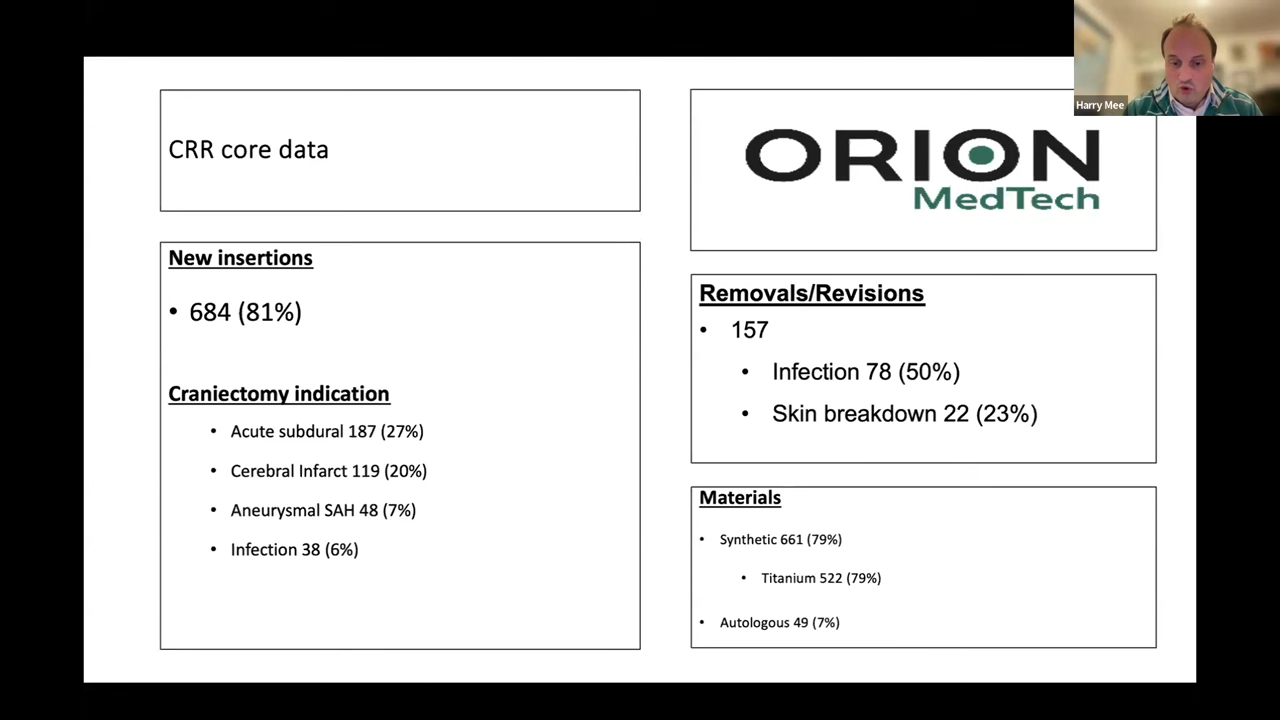 Harry Mee
CRR core data
ORION
MedTech
New insertions
• 684 (81%)
Craniectomy indication
• Acute subdural 187 (27%)
• Cerebral Infarct 119 (20%)
• Aneurysmal SAH 48 (7%)
• Infection 38 (6%)
Removals/Revisions
• 157
• Infection 78 (50%)
• Skin breakdown 22 (23%)
Materials
• Synthetic 661 (79%)
• Titanium 522 (79%)
• Autologous 49 (7%)